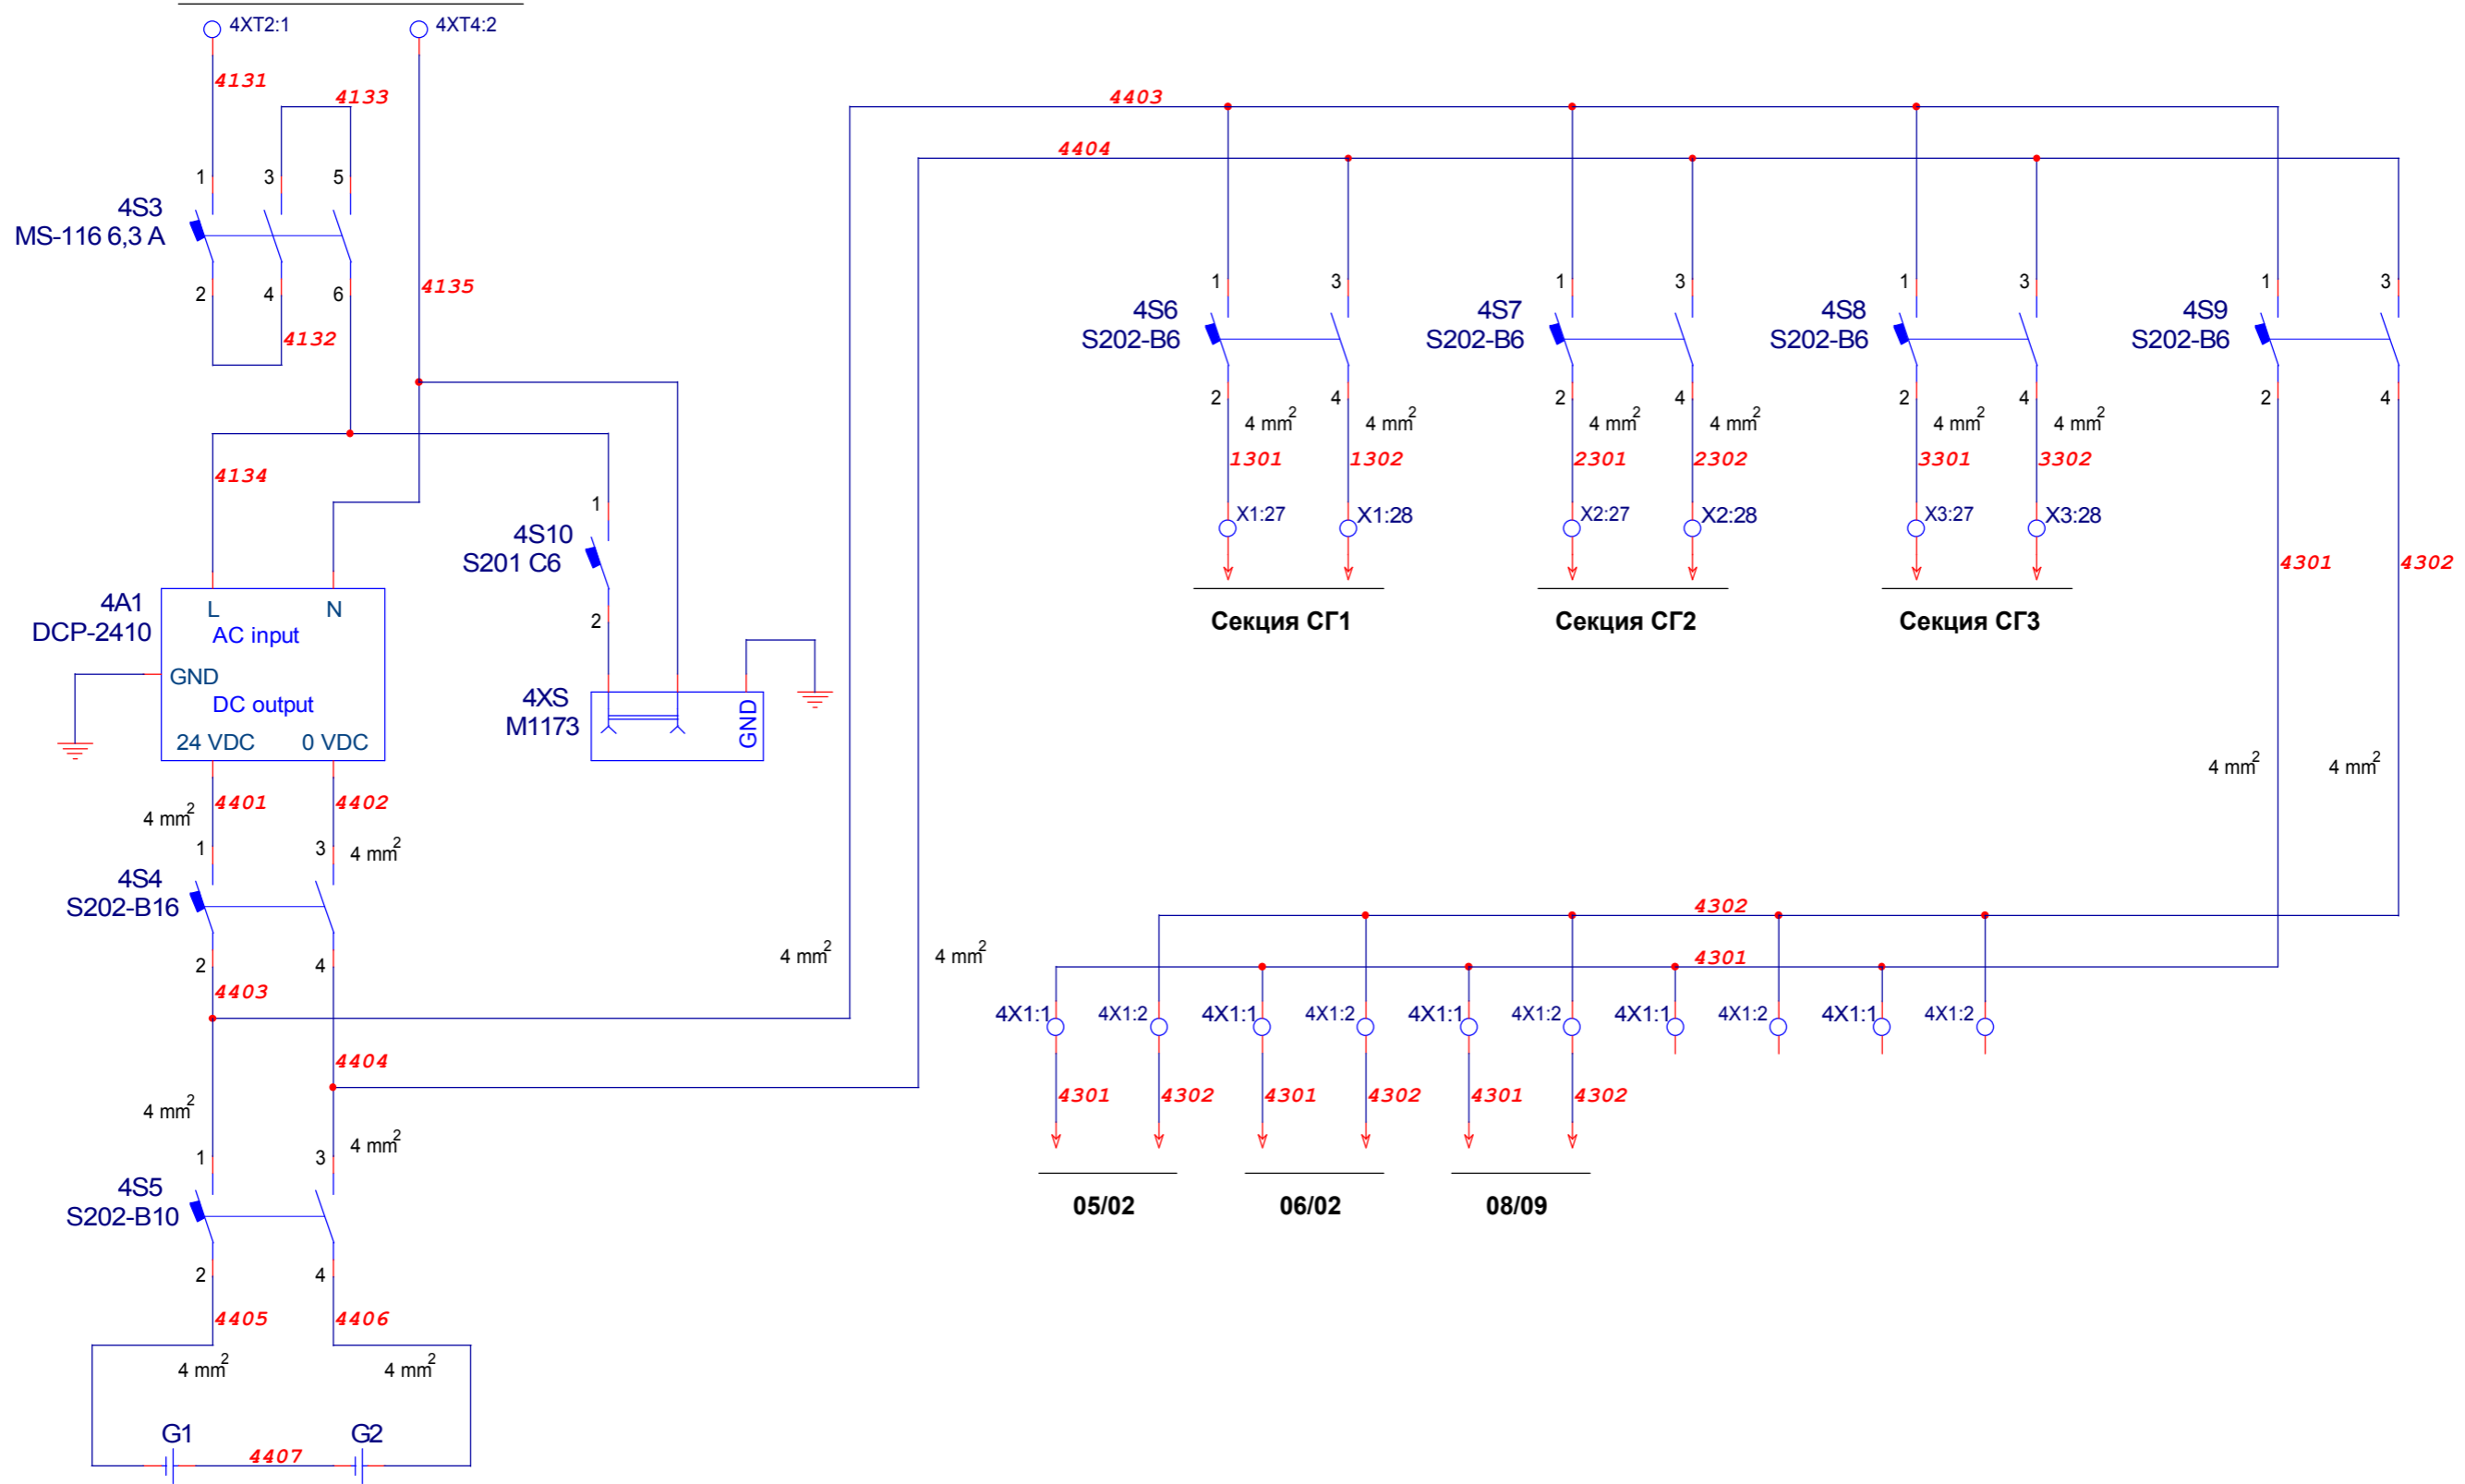 4XT2:1
4XT4:2
4131
4133
4403
4404
1
3
5
4S3
MS-116 6,3 A
2
4
6
4135
4132
1
3
4S6
S202-B6
2
4
4 mm²
4 mm²
1301
1302
X1:27
X1:28
Секция СГ1
1
3
4S7
S202-B6
2
4
4 mm²
4 mm²
2301
2302
X2:27
X2:28
Секция СГ2
1
3
4S8
S202-B6
2
4
4 mm²
4 mm²
3301
3302
X3:27
X3:28
Секция СГ3
1
3
4S9
S202-B6
2
4
4301
4302
4 mm²
4 mm²
4134
1
4S10
S201 C6
2
4A1
DCP-2410
L
N
AC input
GND
DC output
24 VDC
0 VDC
4XS
M1173
GND
4401
4402
4 mm²
4 mm²
1
3
4S4
S202-B16
2
4
4403
4404
4 mm²
4 mm²
4302
4301
4X1:1
4X1:2
4X1:1
4X1:2
4X1:1
4X1:2
4X1:1
4X1:2
4X1:1
4X1:2
4301
4302
4301
4302
4301
4302
05/02
06/02
08/09
4 mm²
4 mm²
1
3
4S5
S202-B10
2
4
4405
4406
4 mm²
4 mm²
G1
G2
4407